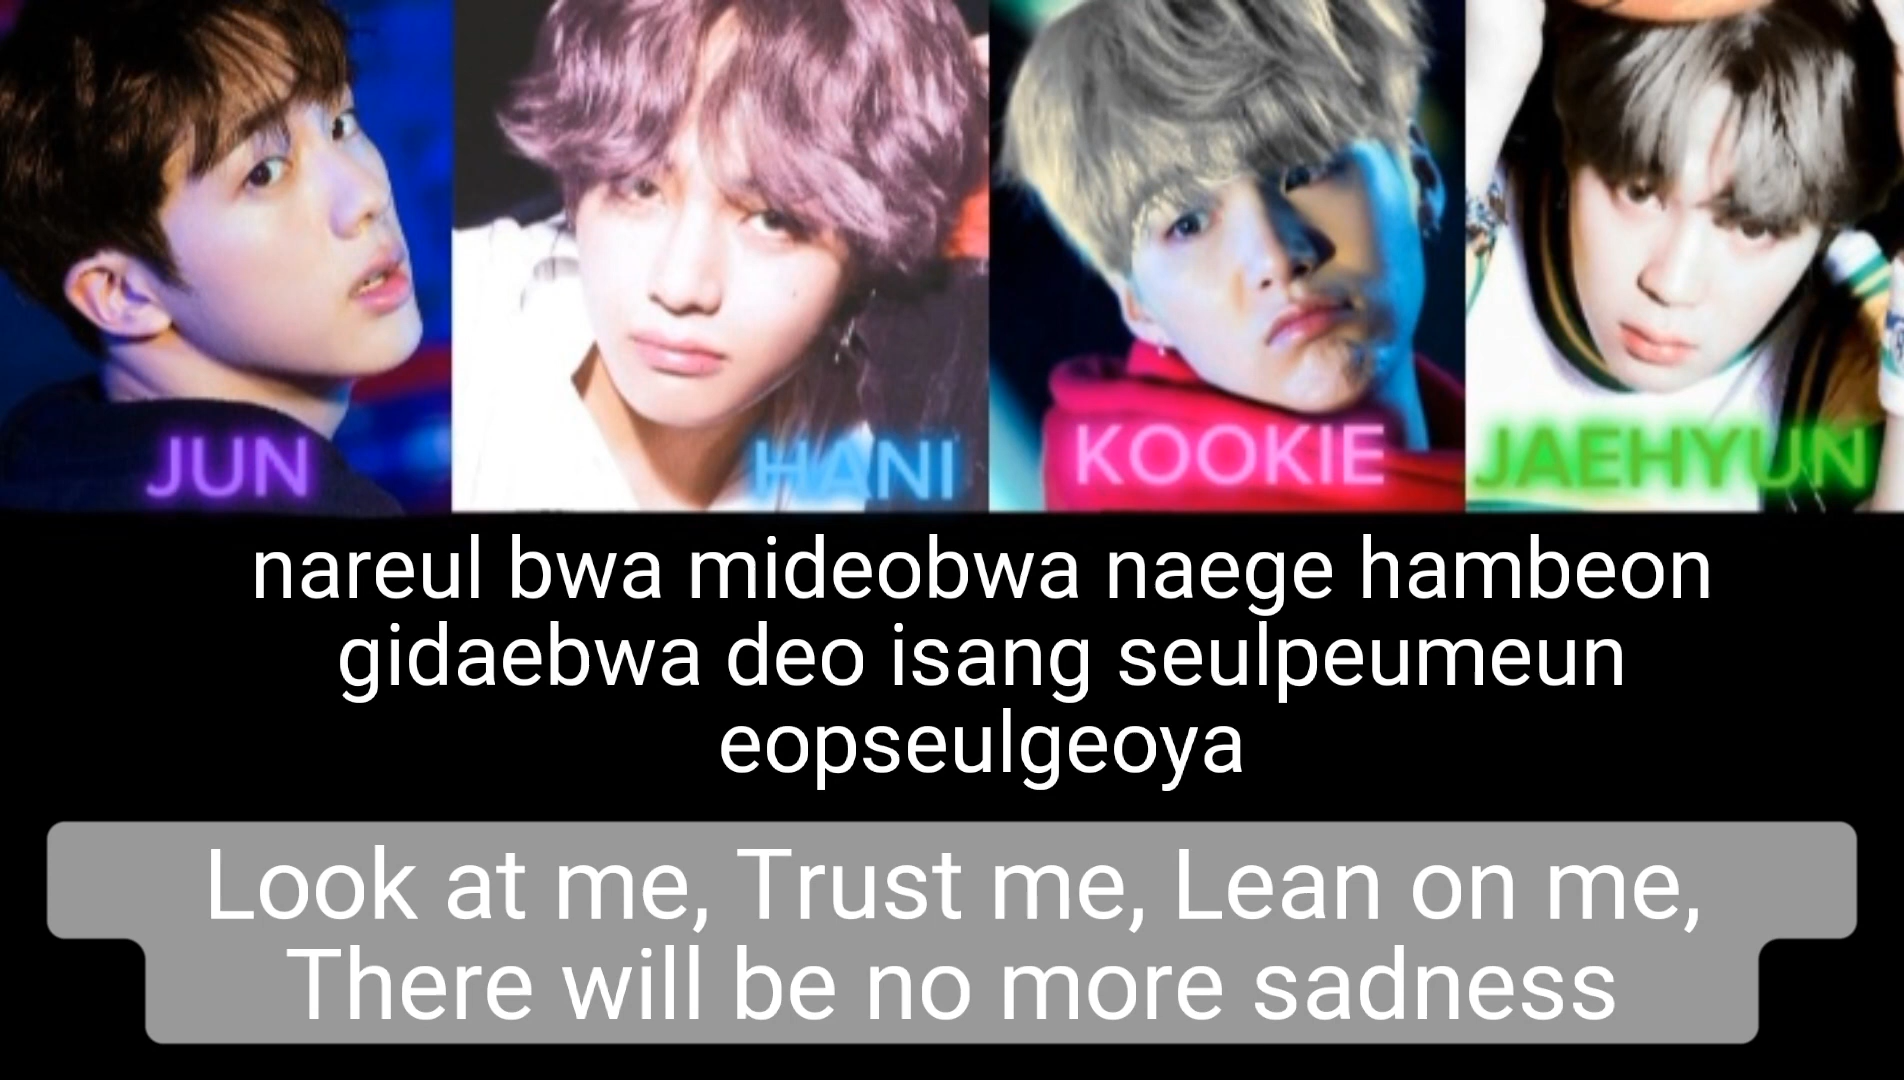 JUN
HANI
KOOKIE
JAEHYUN
nareul bwa mideobwa naege hambeon
gidaebwa deo isang seulpeumeun
eopseulgeoya
Look at me, Trust me, Lean on me,
There will be no more sadness